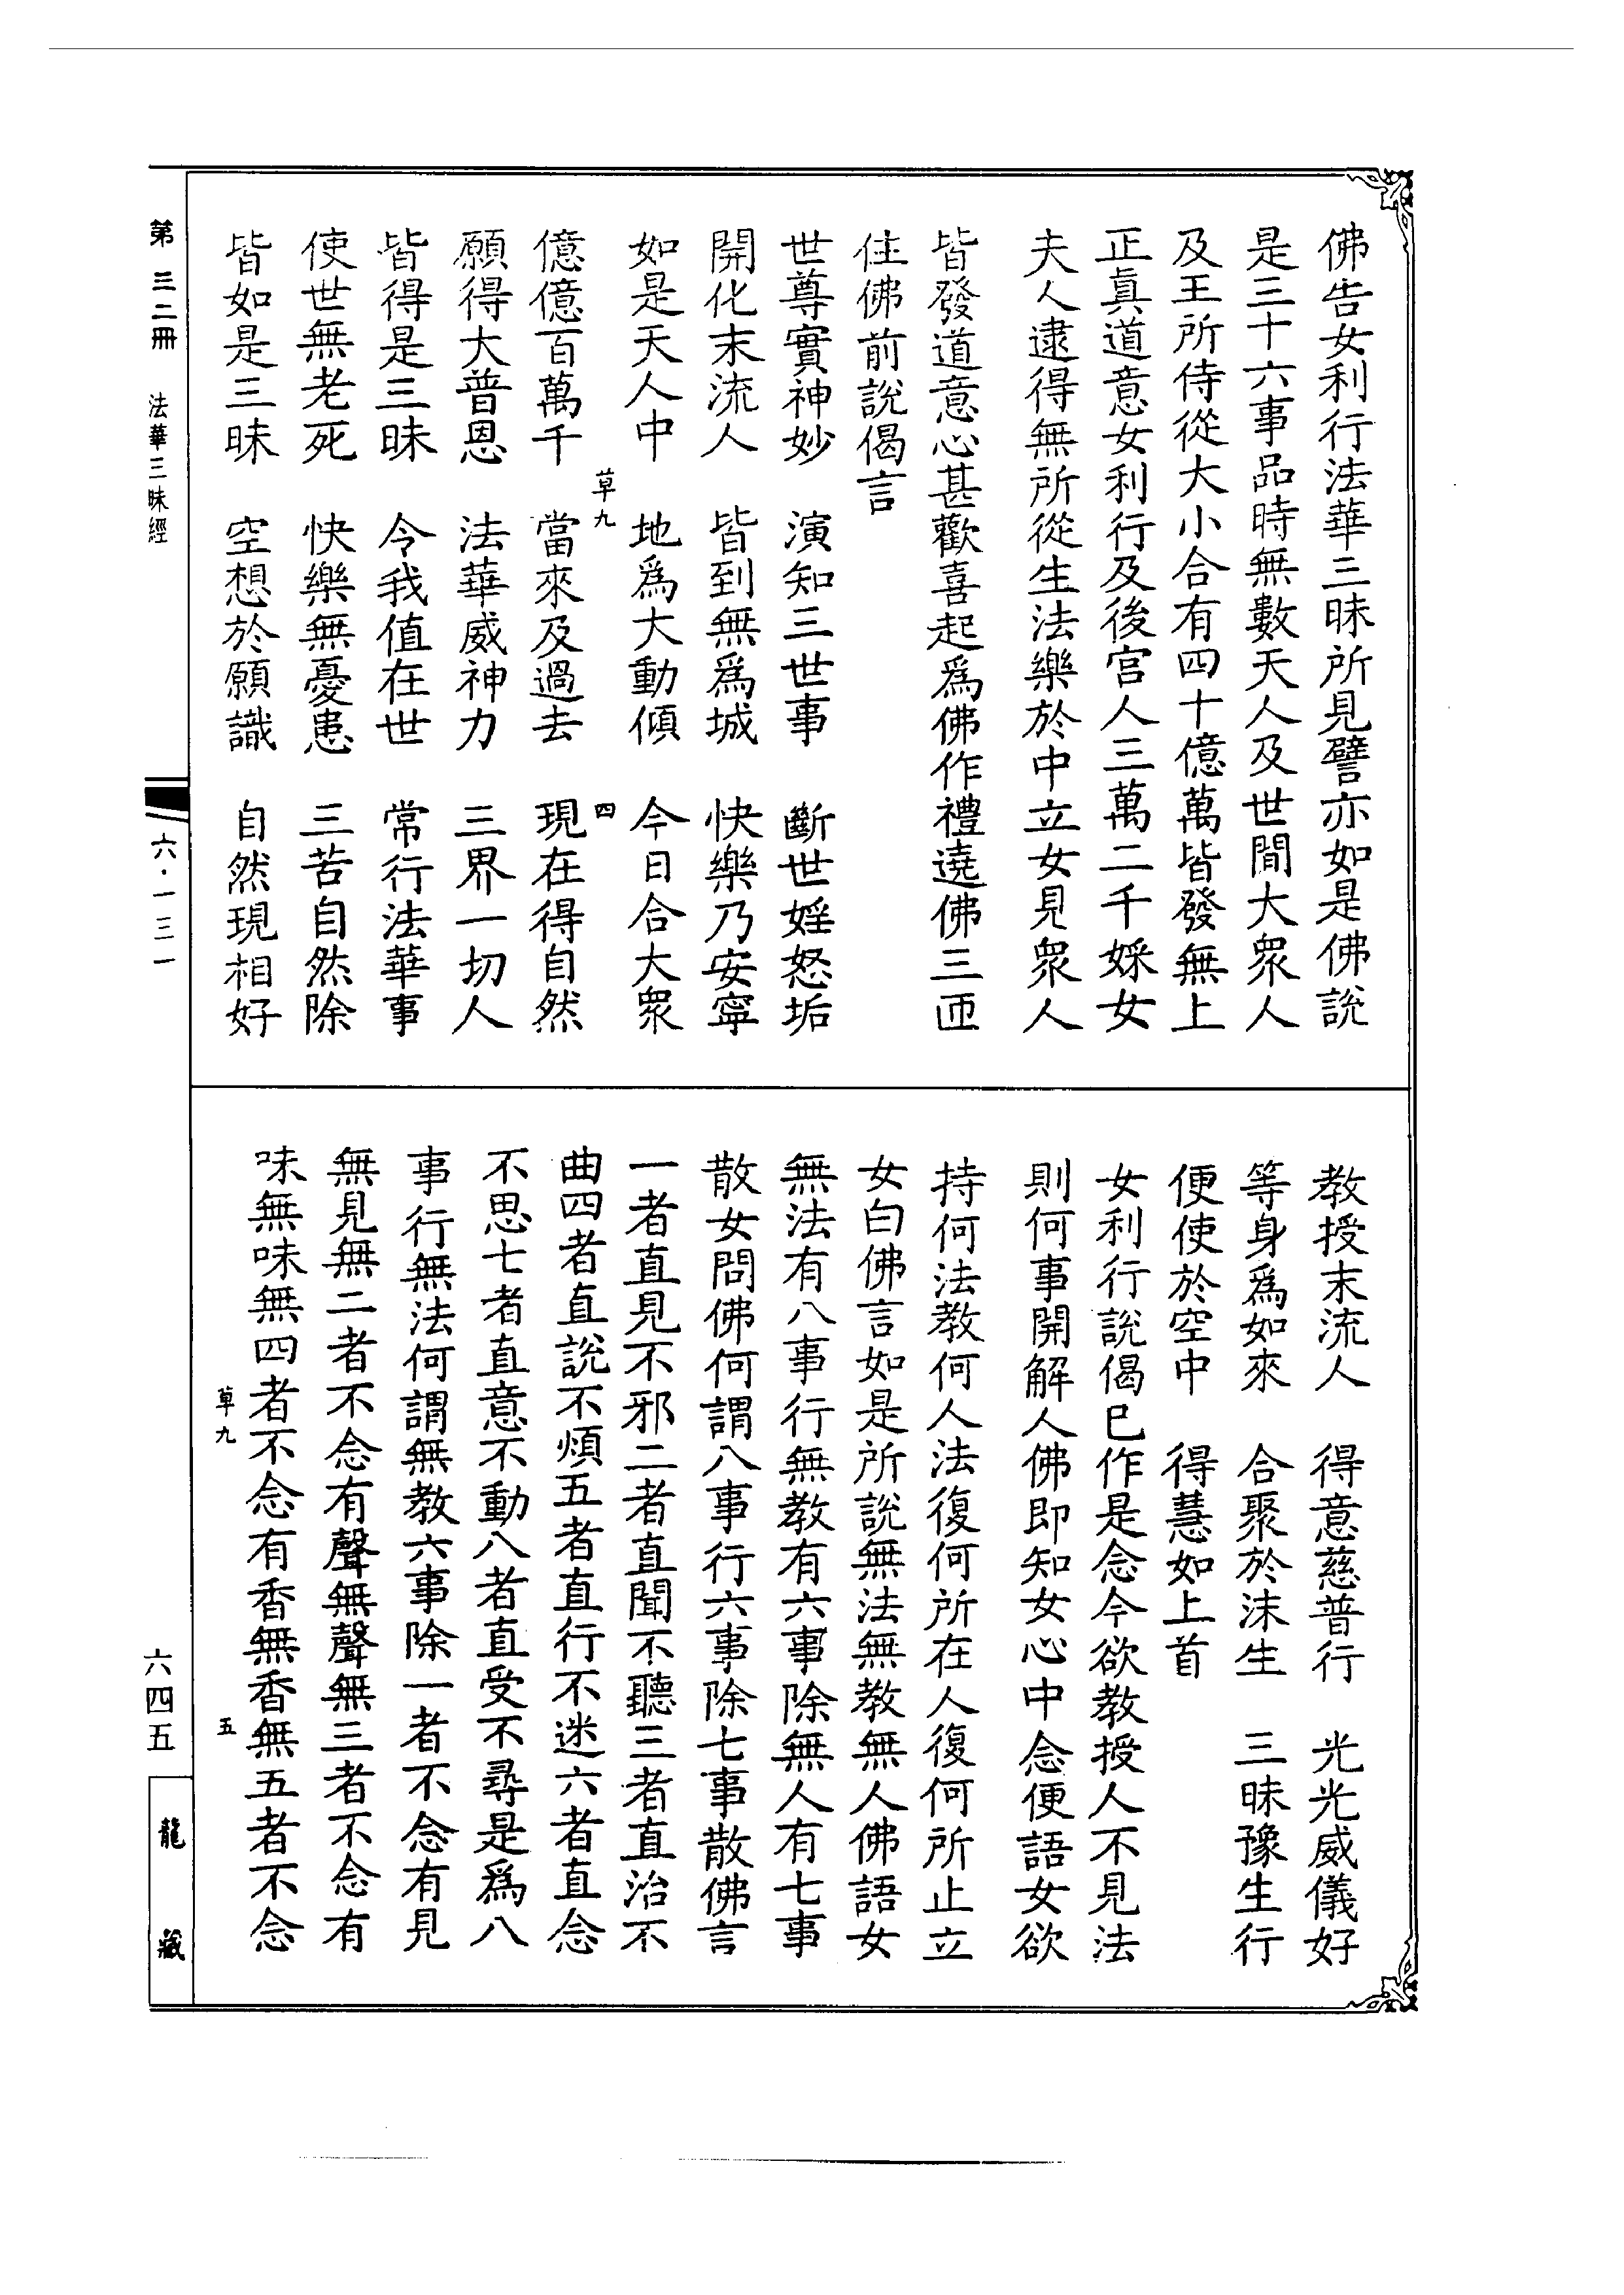 佛告女利行法華三昧所見譬亦如是佛說
是三十六事品時無數天人及世間大眾人
及王所侍從大小合有四十億萬皆發無上
正真道意女利行及後宮人三萬二千婇女
夫人逮得無所從生法樂於中立女見眾人
皆發道意心甚歡喜起為佛作禮遶佛三匝
住佛前說偈言
世尊實神妙　演知三世事　斷世婬怒垢
開化末流人　皆到無為城　快樂乃安寧
如是天人中　地為大動傾　今日合大眾
草九　四
億億百萬千　當來及過去　現在得自然
願得大普恩　法華威神力　三界一切人
皆得是三昧　令我值在世　常行法華事
使世無老死　快樂無憂患　三苦自然除
皆如是三昧　空想於願識　自然現相好
教授末流人　得意慈普行　光光威儀好
等身為如來　合聚於沫生　三昧豫生行
便使於空中　得慧如上首
女利行說偈已作是念今欲教授人不見法
則何事開解人佛即知女心中念便語女欲
持何法教何人法復何所在人復何所止立
女白佛言如是所說無法無教無人佛語女
無法有八事行無教有六事除無人有七事
散女問佛何謂八事行六事除七事散佛言
一者直見不邪二者直聞不聽三者直治不
曲四者直說不煩五者直行不迷六者直念
不思七者直意不動八者直受不尋是為八
事行無法何謂無教六事除一者不念有見
無見無二者不念有聲無聲無三者不念有
味無味無四者不念有香無香無五者不念
草九　五
第三二冊　法華三昧經
六·一三一
六四五
龍藏